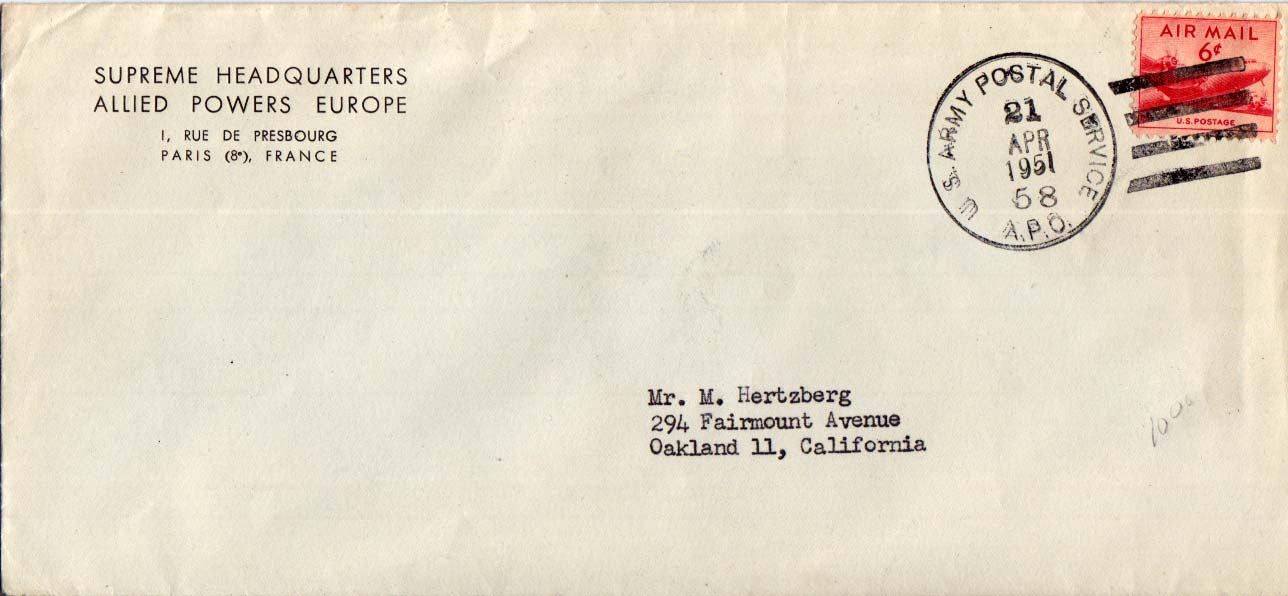 SUPREME HEADQUARTERS
ALLIED POWERS EUROPE
1, RUE DE PRESBOURG
PARIS (8e), FRANCE
U.S. ARMY POSTAL SERVICE
21
APR
1951
58
A.P.O.
AIR MAIL
6¢
U.S. POSTAGE
Mr. M. Hertzberg
294 Fairmount Avenue
Oakland 11, California